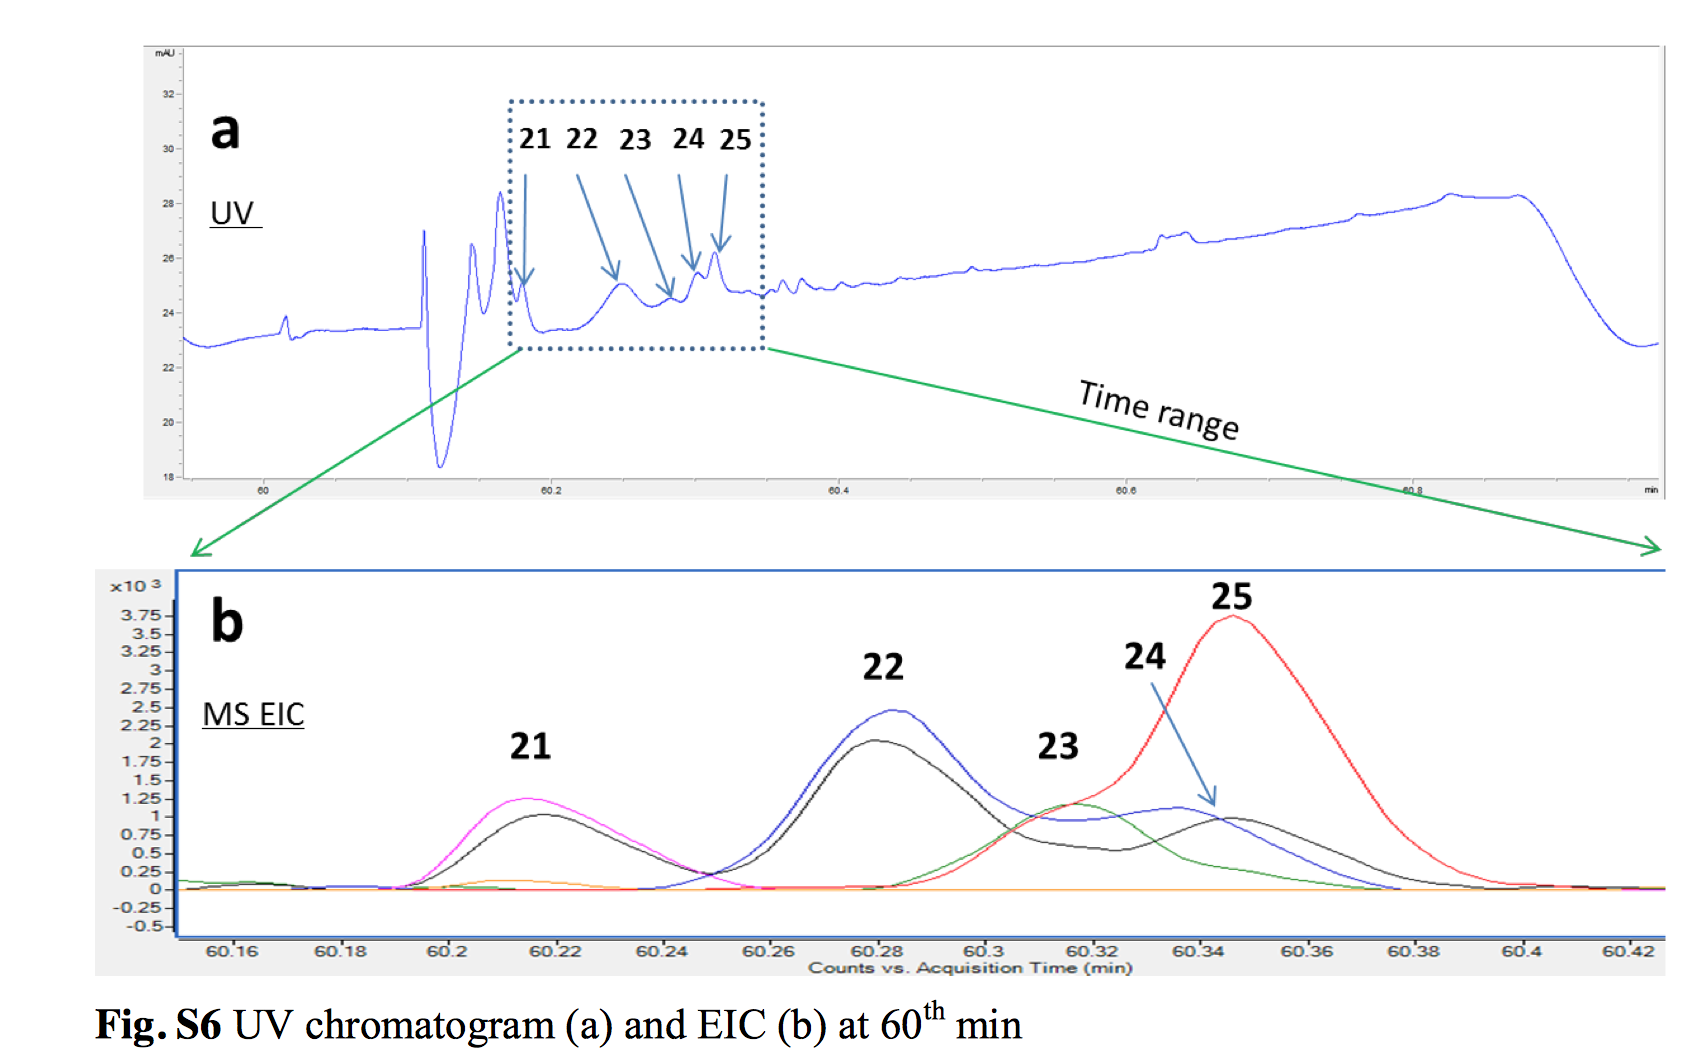 mAU
32
a
21 22 23 24 25
30
UV
28
26
24
22
Time range
20
18
60 60.2 60.4 60.6 60.8 min
x10 3
b
25
3.75
3.5
24
3.25
22
3
2.75
MS EIC
2.5
2.25
21
23
2
1.75
1.5
1.25
1
0.75
0.5
0.25
0
-0.25
-0.5
60.16 60.18 60.2 60.22 60.24 60.26 60.28 60.3 60.32 60.34 60.36 60.38 60.4 60.42
Counts vs. Acquisition Time (min)
Fig. S6 UV chromatogram (a) and EIC (b) at 60th min